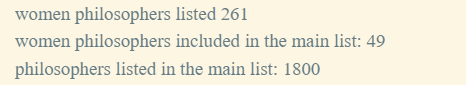 women philosophers listed 261
women philosophers included in the main list: 49
philosophers listed in the main list: 1800